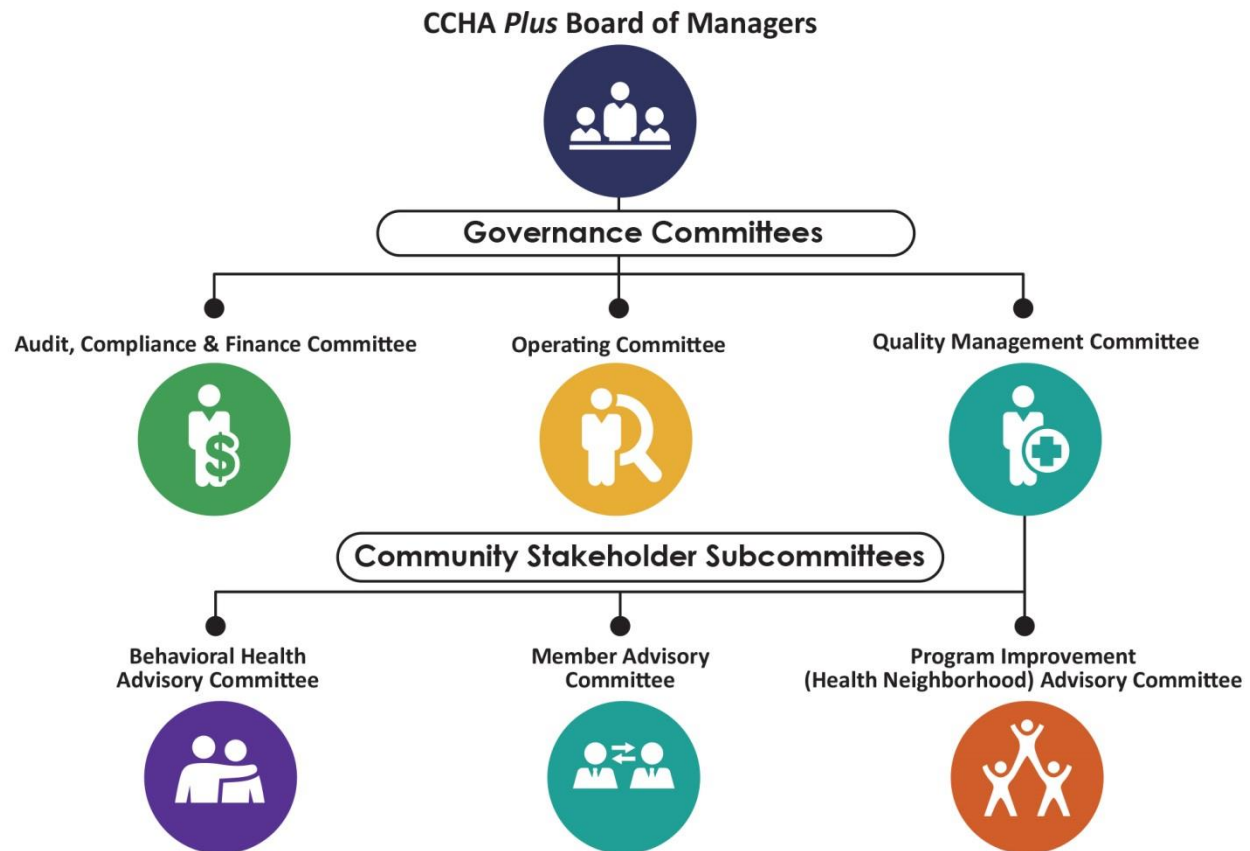 CCHA Plus Board of Managers
Governance Committees
Audit, Compliance & Finance Committee
Operating Committee
Quality Management Committee
$
Community Stakeholder Subcommittees
Behavioral Health
Advisory Committee
Member Advisory
Committee
Program Improvement
(Health Neighborhood) Advisory Committee